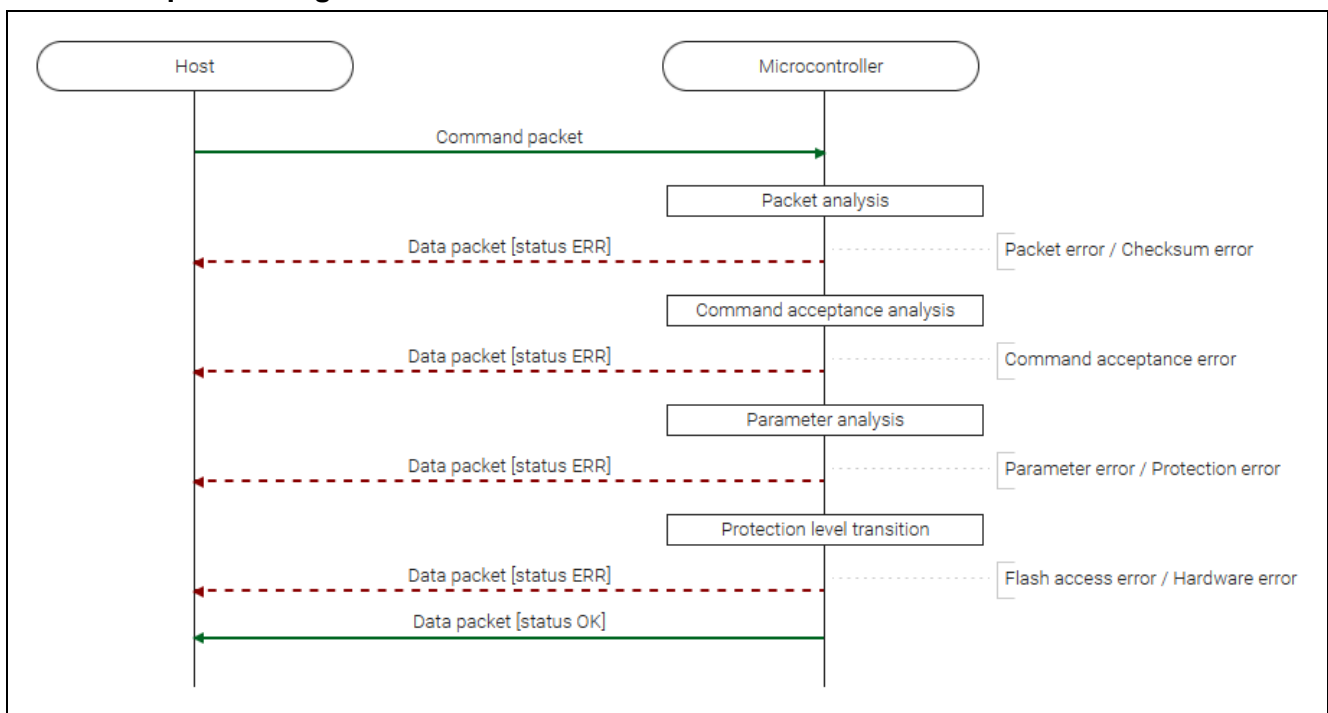 Host
Microcontroller
Command packet
Packet analysis
Data packet [status ERR]
Packet error / Checksum error
Command acceptance analysis
Data packet [status ERR]
Command acceptance error
Parameter analysis
Data packet [status ERR]
Parameter error / Protection error
Protection level transition
Data packet [status ERR]
Flash access error / Hardware error
Data packet [status OK]